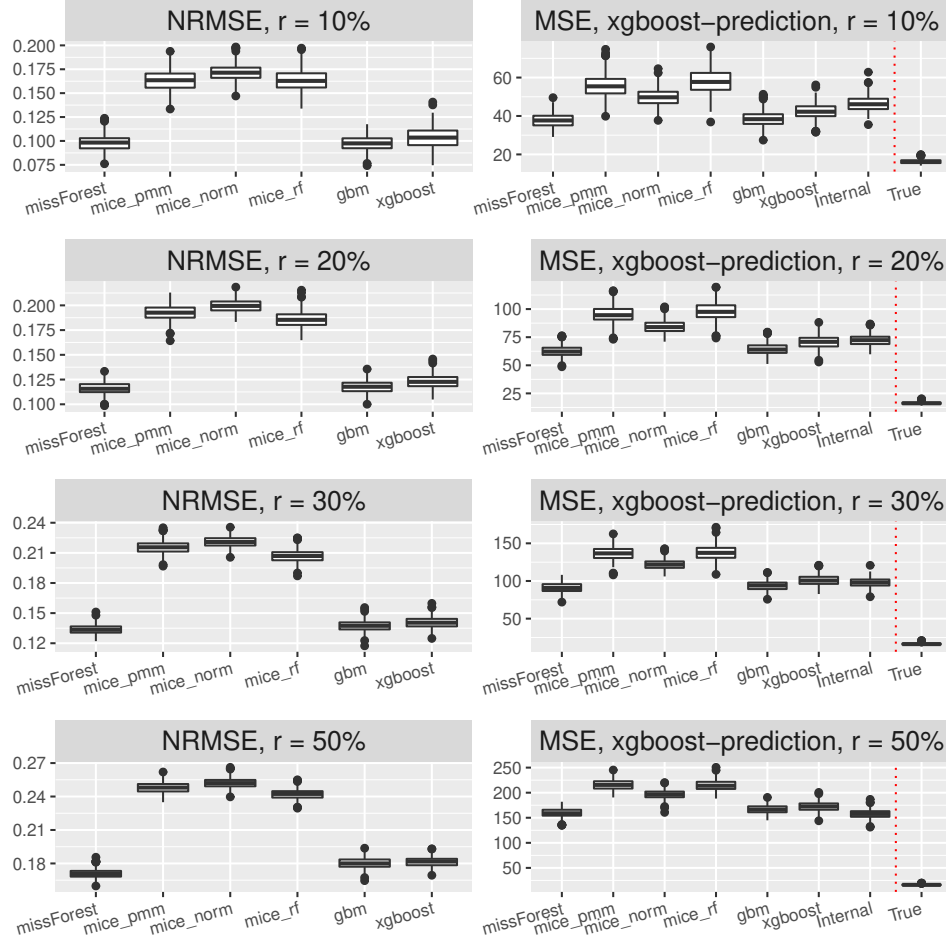 NRMSE, r = 10%
0.200
0.175
0.150
0.125
0.100
0.075
missForest
mice_pmm
mice_norm
mice_rf
gbm
xgboost
MSE, xgboost−prediction, r = 10%
60
40
20
missForest
mice_pmm
mice_norm
mice_rf
gbm
xgboost
Internal
True
NRMSE, r = 20%
0.200
0.175
0.150
0.125
0.100
missForest
mice_pmm
mice_norm
mice_rf
gbm
xgboost
MSE, xgboost−prediction, r = 20%
100
75
50
25
missForest
mice_pmm
mice_norm
mice_rf
gbm
xgboost
Internal
True
NRMSE, r = 30%
0.24
0.21
0.18
0.15
0.12
missForest
mice_pmm
mice_norm
mice_rf
gbm
xgboost
MSE, xgboost−prediction, r = 30%
150
100
50
missForest
mice_pmm
mice_norm
mice_rf
gbm
xgboost
Internal
True
NRMSE, r = 50%
0.27
0.24
0.21
0.18
missForest
mice_pmm
mice_norm
mice_rf
gbm
xgboost
MSE, xgboost−prediction, r = 50%
250
200
150
100
50
missForest
mice_pmm
mice_norm
mice_rf
gbm
xgboost
Internal
True